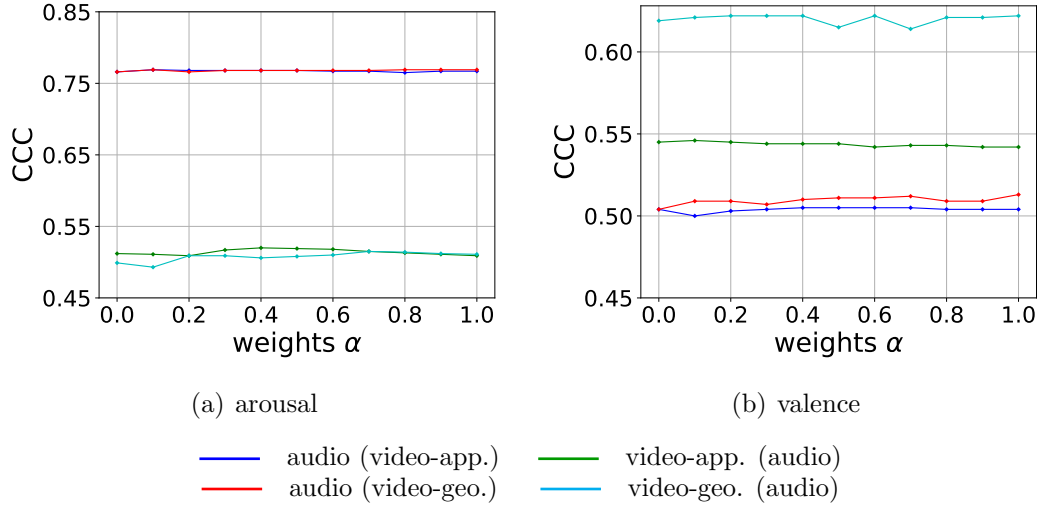 0.85
0.75
0.65
0.55
0.45
CCC
0.0 0.2 0.4 0.6 0.8 1.0
weights α
(a) arousal
0.60
0.55
0.50
0.45
CCC
0.0 0.2 0.4 0.6 0.8 1.0
weights α
(b) valence
audio (video-app.)
video-app. (audio)
audio (video-geo.)
video-geo. (audio)